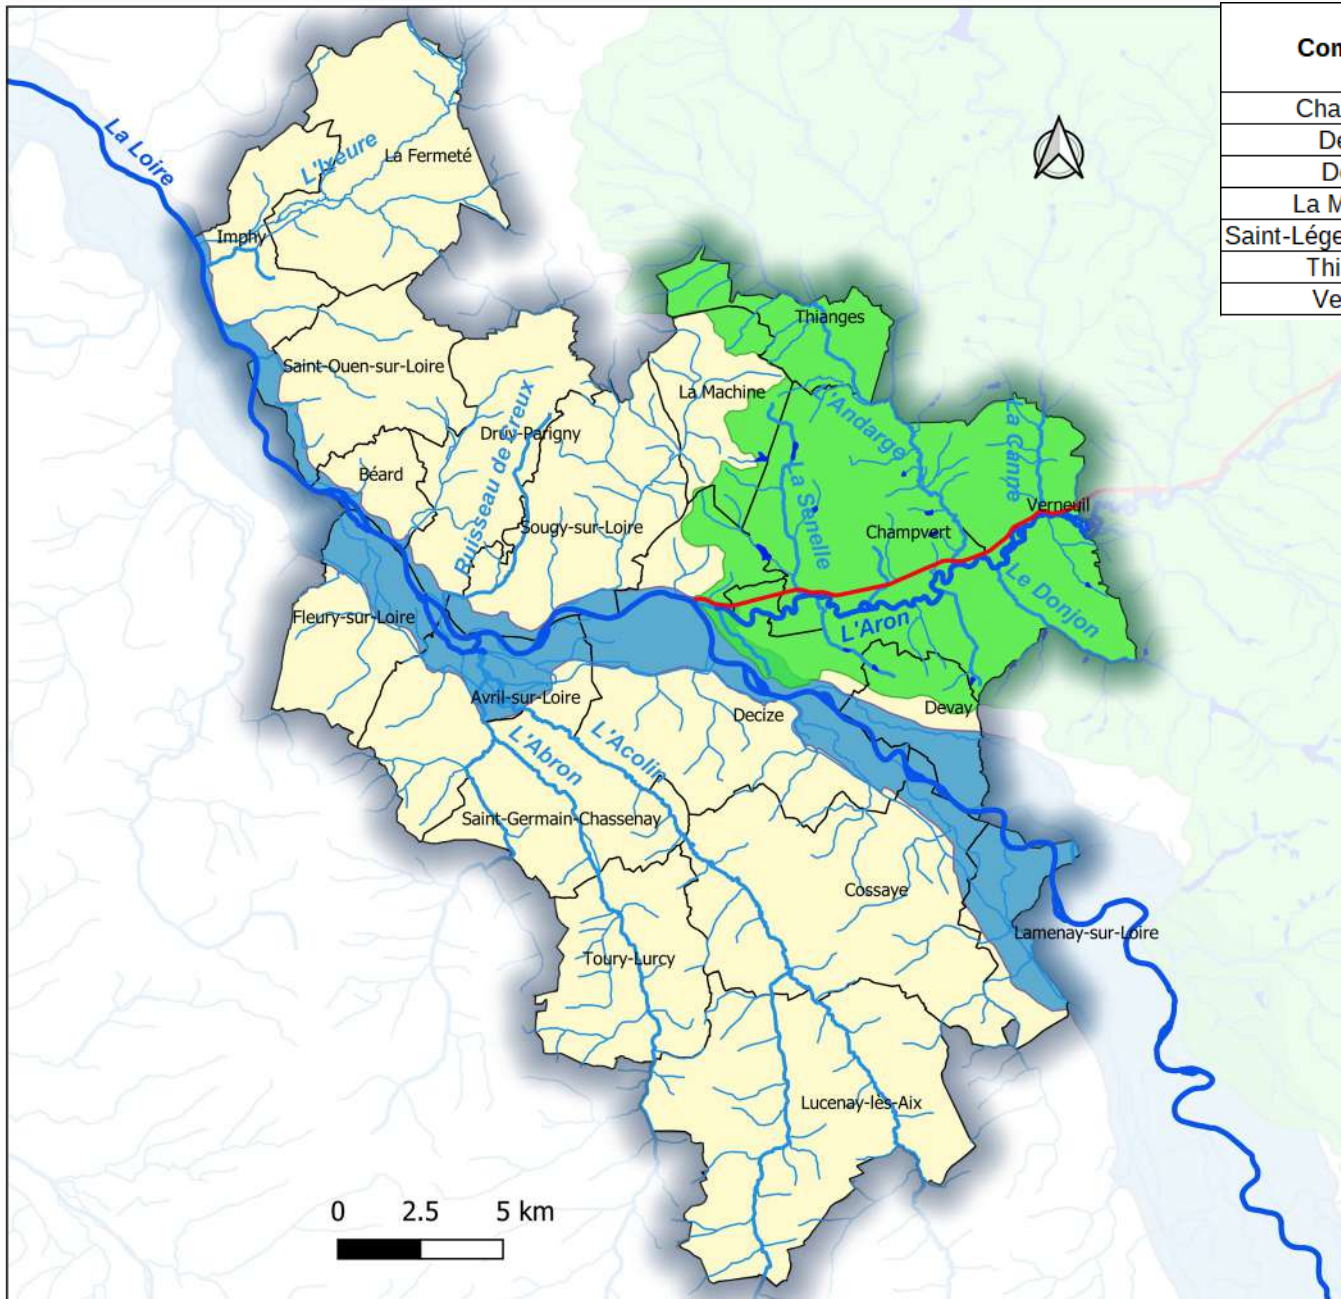 Com
Cha
De
De
La M
Saint-Lége
Thi
Ve
La Loire
L'Ixeure
La Fermeté
Imphy
Thianges
Saint-Ouen-sur-Loire
La Machine
L'Andarge
La Canne
Druy-Parigny
Ruisseau de Breux
Béard
La Senelle
Verneuil
Sougy-sur-Loire
Champvert
Le Donjon
Fleury-sur-Loire
L'Aron
Avril-sur-Loire
Decize
Devay
L'Acolin
L'Abron
Saint-Germain-Chassenay
Cossaye
Lamenay-sur-Loire
Toury-Lurcy
Lucenay-lès-Aix
0 2.5 5 km